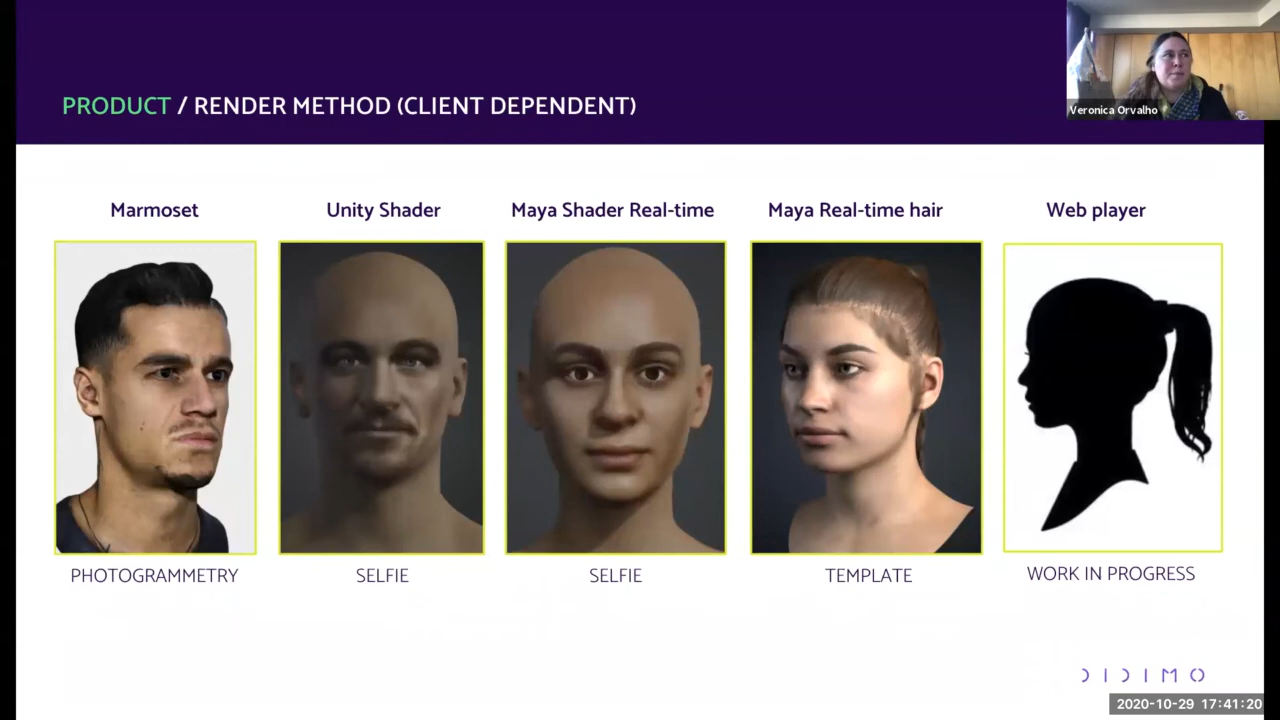 PRODUCT / RENDER METHOD (CLIENT DEPENDENT)
Veronica Orvalho
Marmoset
Unity Shader
Maya Shader Real-time
Maya Real-time hair
Web player
PHOTOGRAMMETRY
SELFIE
SELFIE
TEMPLATE
WORK IN PROGRESS
DIDIMO
2020-10-29 17:41:20